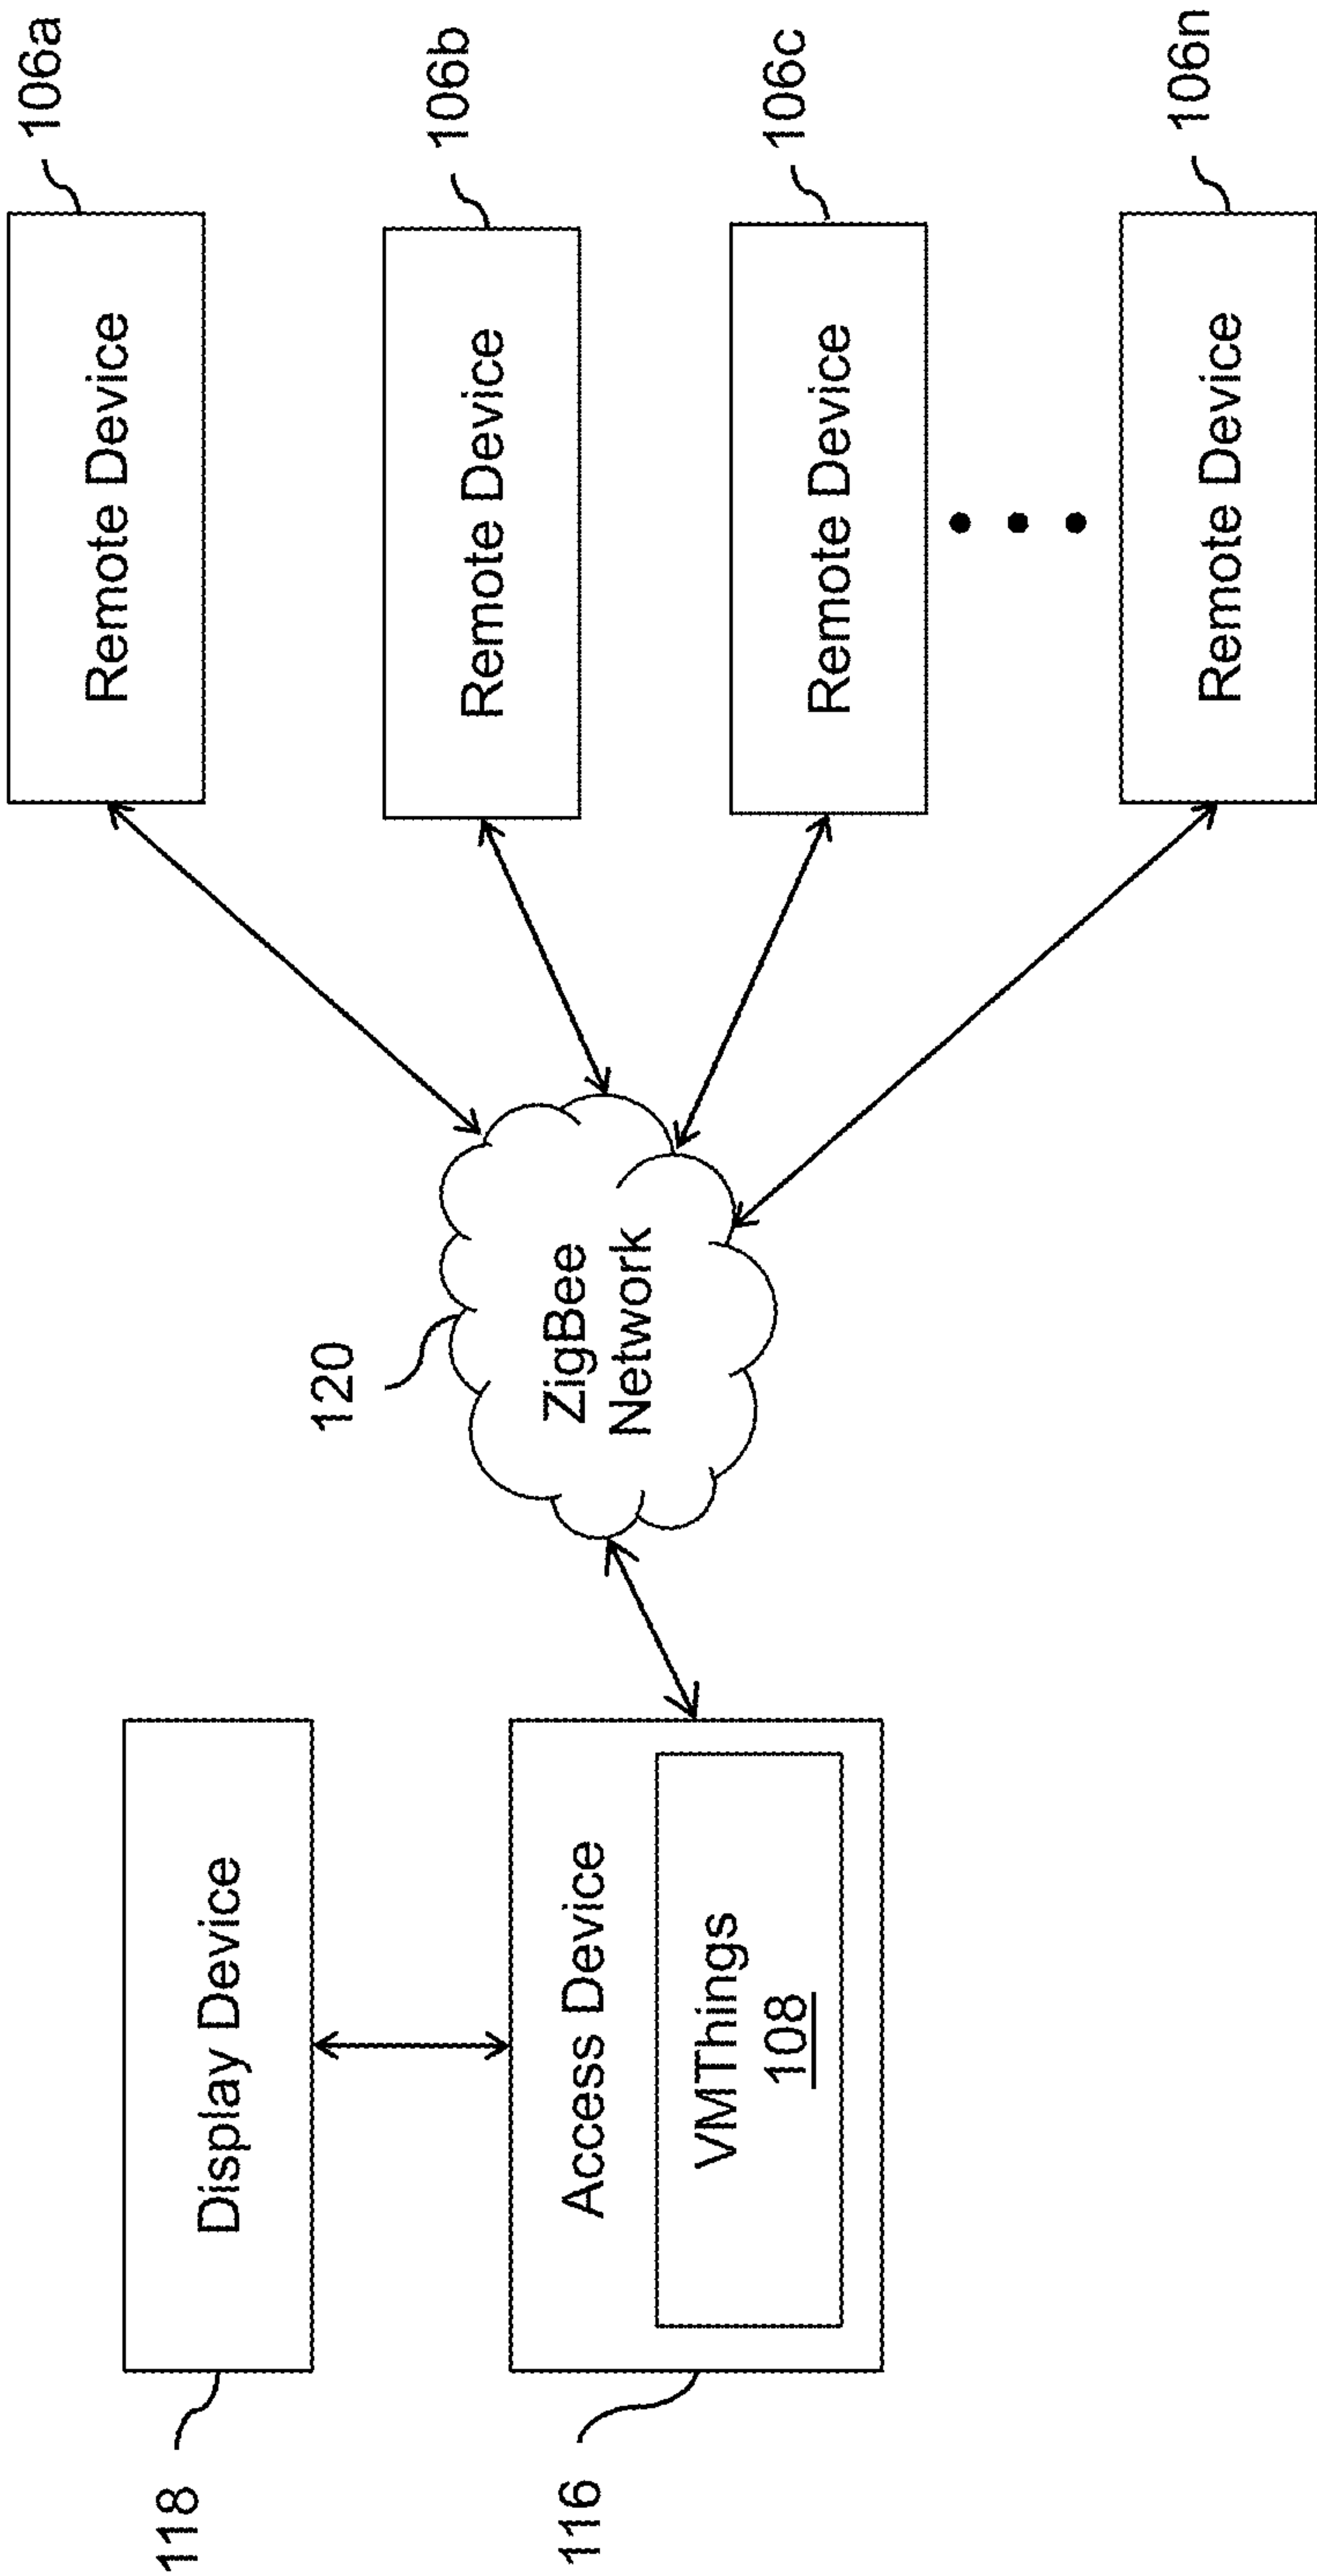 106a
Remote Device
106b
Remote Device
106c
Remote Device
106n
Remote Device
120
ZigBee
Network
118
Display Device
116
Access Device
VMThings
108